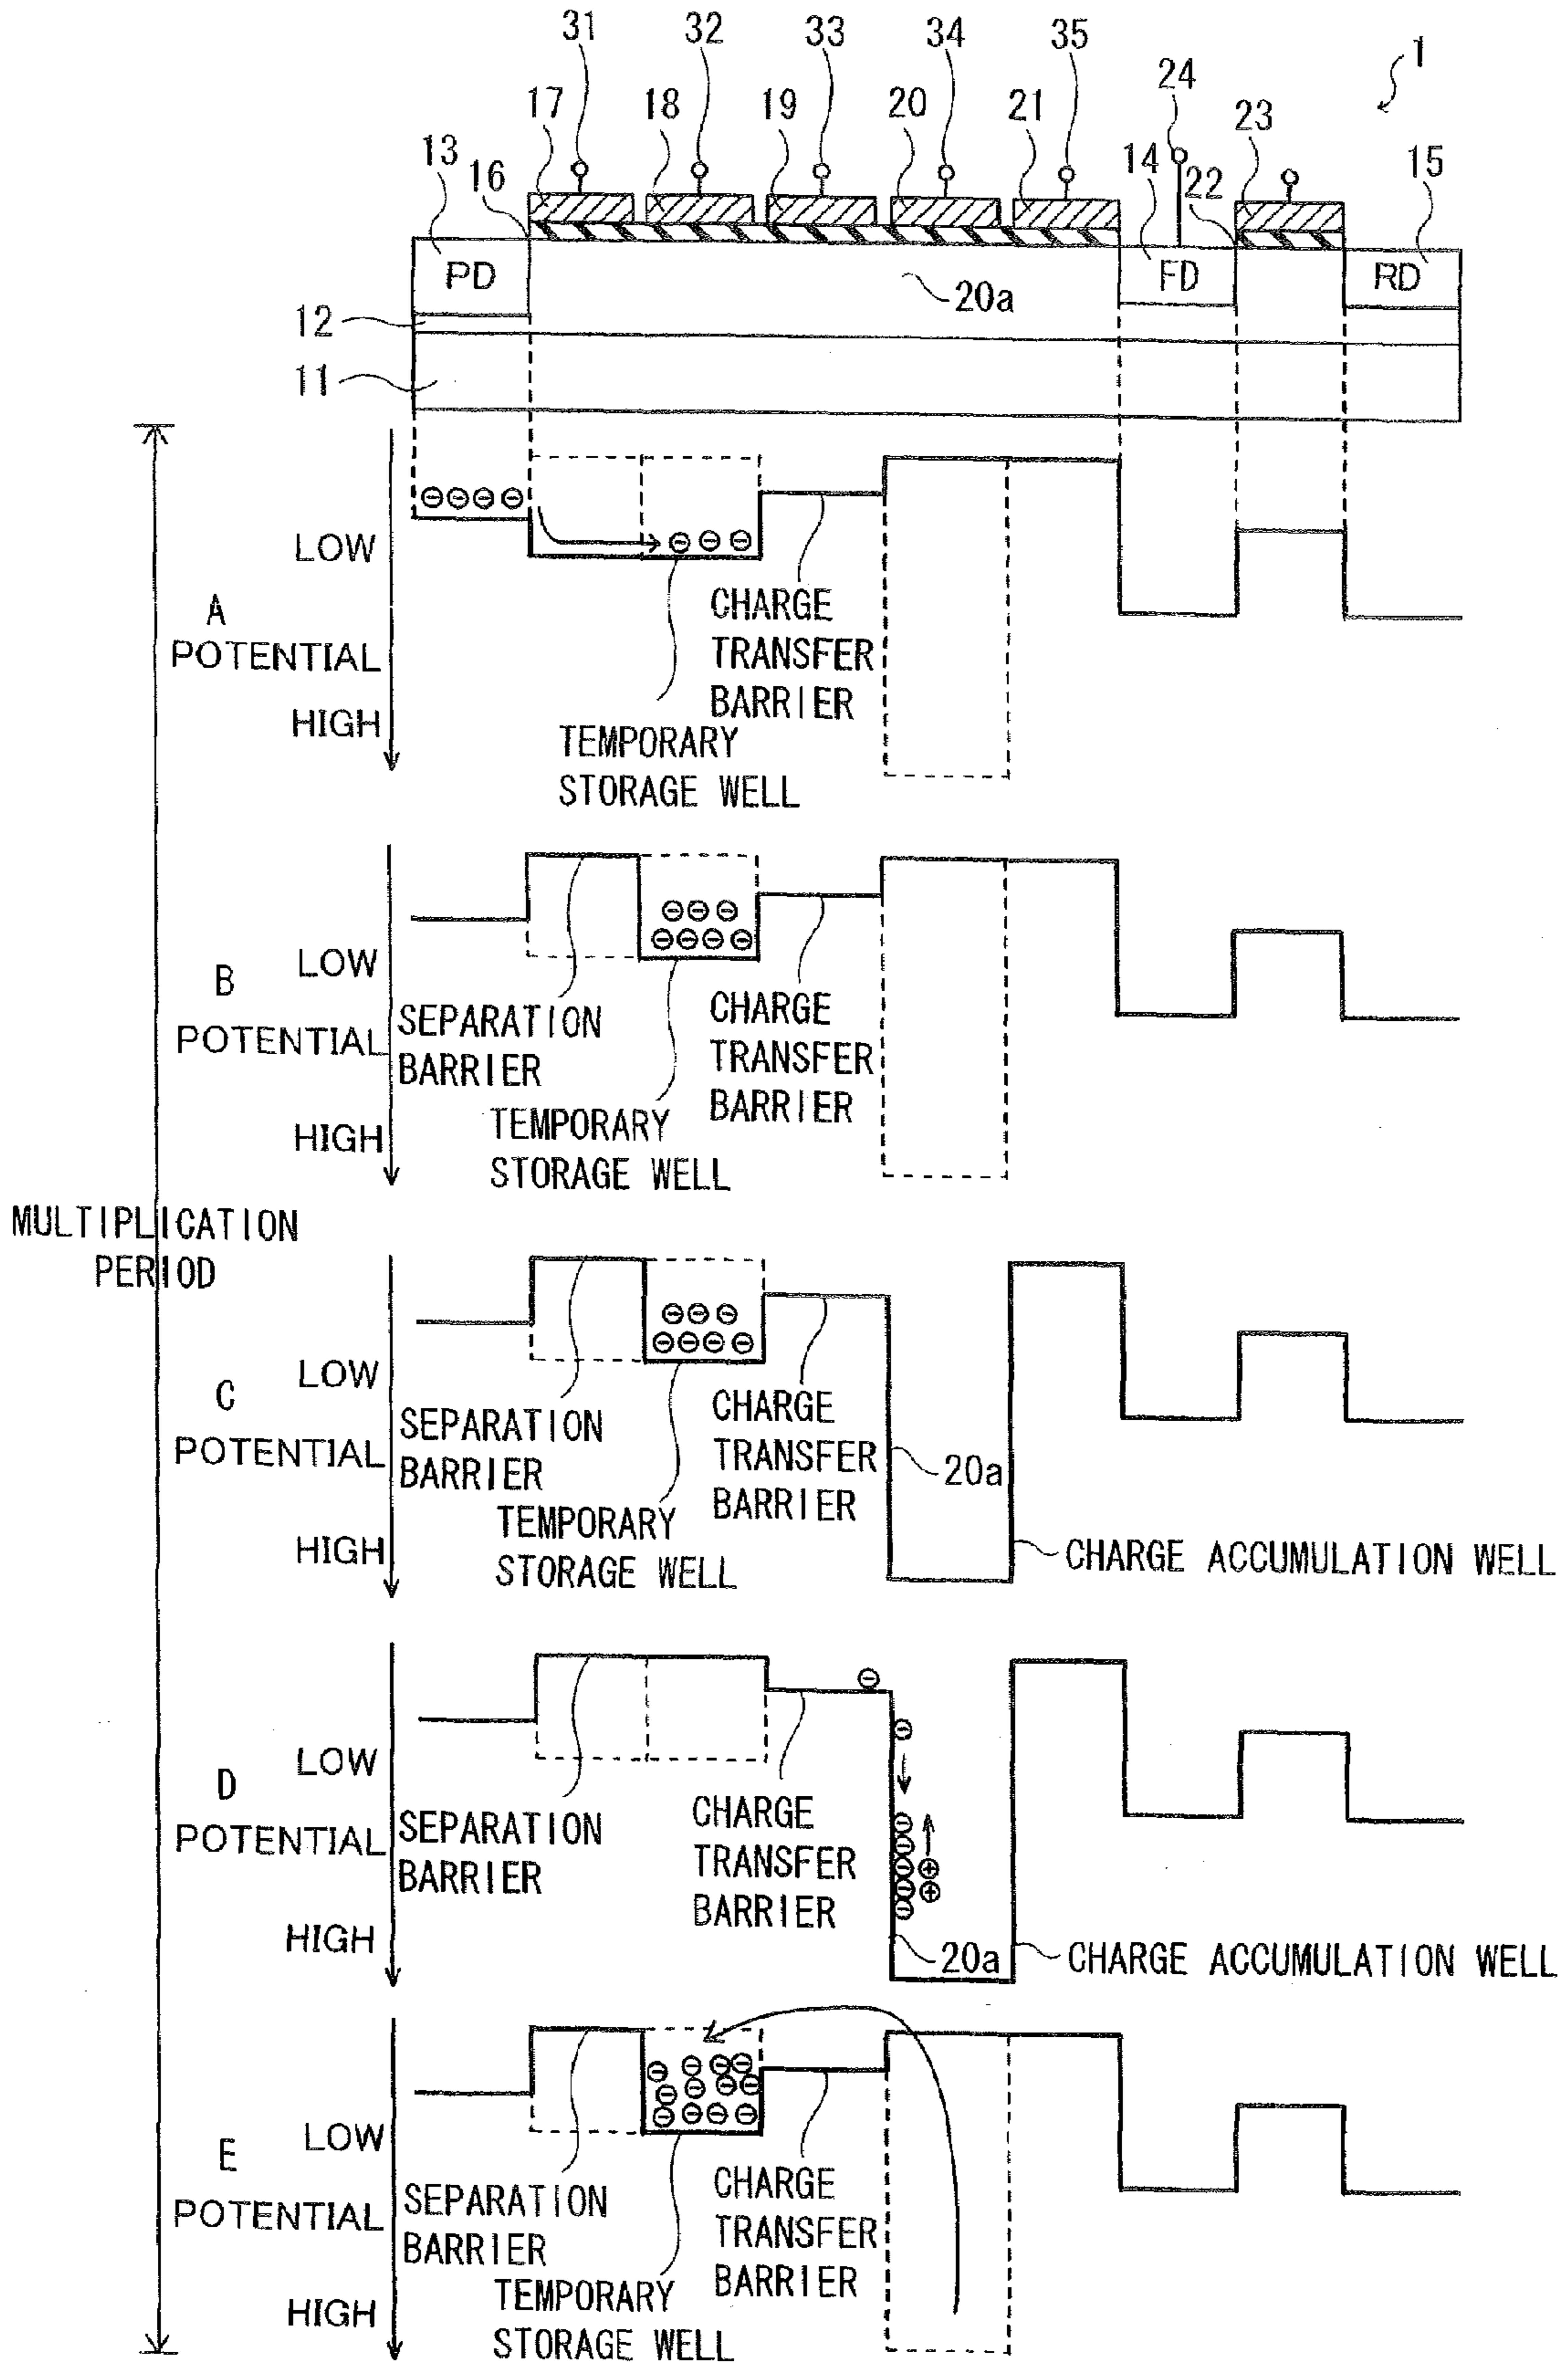 31 32 33 34 35
24 1
17 18 19 20 21 23
13 16 14 22 15
PD 20a FD RD
12
11
LOW
A
POTENTIAL
HIGH
CHARGE
TRANSFER
BARRIER
TEMPORARY
STORAGE WELL
LOW
B
POTENTIAL
HIGH
SEPARATION
BARRIER
CHARGE
TRANSFER
BARRIER
TEMPORARY
STORAGE WELL
MULTIPLICATION
PERIOD
LOW
C
POTENTIAL
HIGH
SEPARATION
BARRIER
CHARGE
TRANSFER
BARRIER
20a
TEMPORARY
STORAGE WELL
CHARGE ACCUMULATION WELL
LOW
D
POTENTIAL
HIGH
SEPARATION
BARRIER
CHARGE
TRANSFER
BARRIER
20a
CHARGE ACCUMULATION WELL
LOW
E
POTENTIAL
HIGH
SEPARATION
BARRIER
CHARGE
TRANSFER
BARRIER
TEMPORARY
STORAGE WELL